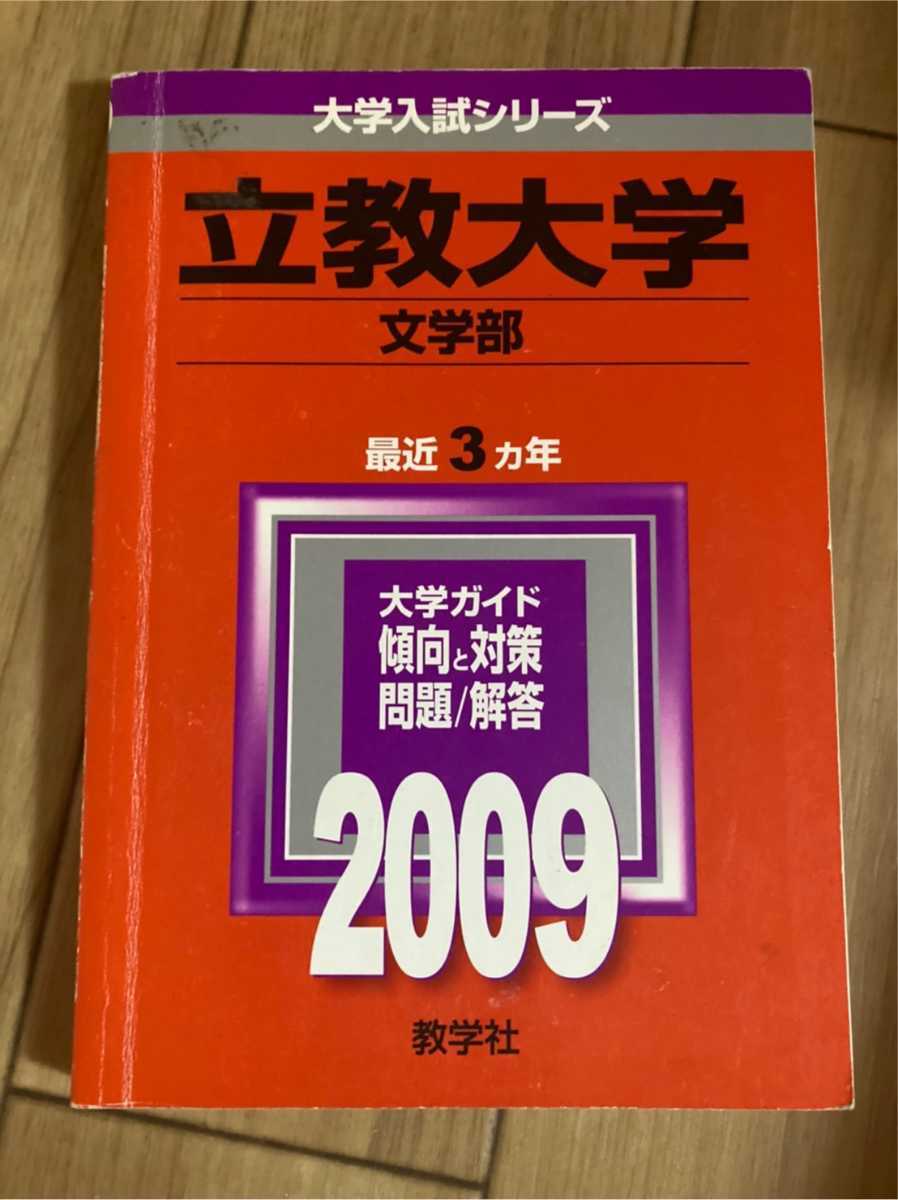 大学入試シリーズ
立教大学
文学部
最近3ヵ年
大学ガイド
傾向と対策
問題/解答
2009
教学社